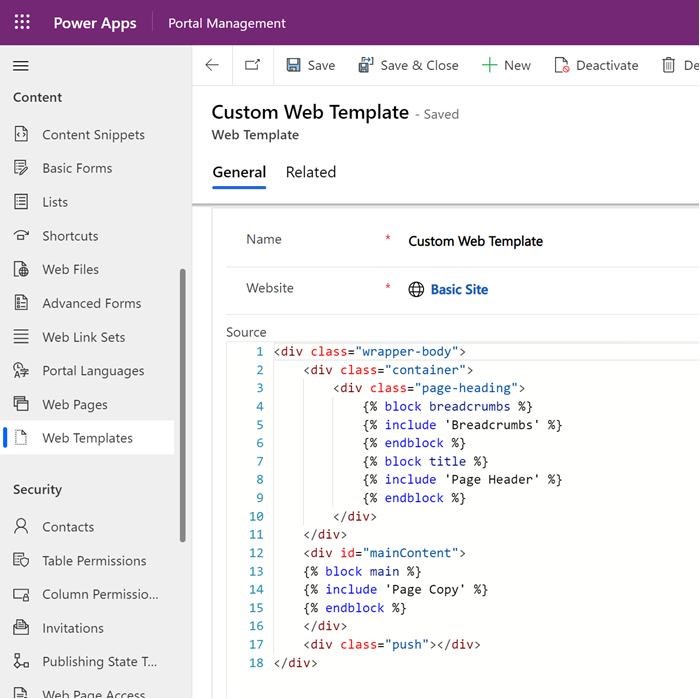 Power Apps Portal Management
Save Save & Close New Deactivate De
Content
Content Snippets
Basic Forms
Lists
Shortcuts
Web Files
Advanced Forms
Web Link Sets
Portal Languages
Web Pages
Web Templates
Security
Contacts
Table Permissions
Column Permissio...
Invitations
Publishing State T...
Web Page Access
Custom Web Template - Saved
Web Template
General Related
Name * Custom Web Template
Website * Basic Site
Source
1 <div class="wrapper-body">
2 <div class="container">
3 <div class="page-heading">
4 {% block breadcrumbs %}
5 {% include 'Breadcrumbs' %}
6 {% endblock %}
7 {% block title %}
8 {% include 'Page Header' %}
9 {% endblock %}
10 </div>
11 </div>
12 <div id="mainContent">
13 {% block main %}
14 {% include 'Page Copy' %}
15 {% endblock %}
16 </div>
17 <div class="push"></div>
18 </div>